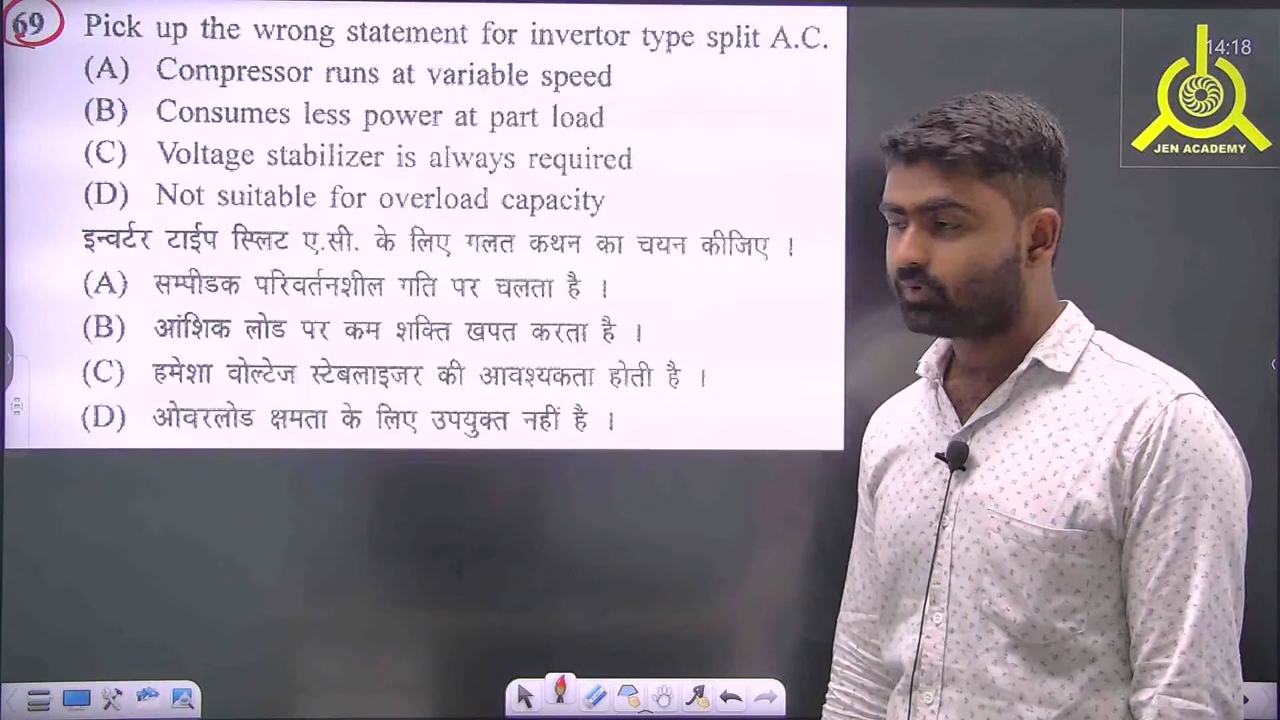 69 Pick up the wrong statement for invertor type split A.C.
(A) Compressor runs at variable speed
(B) Consumes less power at part load
(C) Voltage stabilizer is always required
(D) Not suitable for overload capacity
इन्वर्टर टाईप स्प्लिट ए.सी. के लिए गलत कथन का चयन कीजिए ।
(A) सम्पीडक परिवर्तनशील गति पर चलता है ।
(B) आंशिक लोड पर कम शक्ति खपत करता है ।
(C) हमेशा वोल्टेज स्टेबलाइजर की आवश्यकता होती है ।
(D) ओवरलोड क्षमता के लिए उपयुक्त नहीं है ।
14:18
JEN ACADEMY